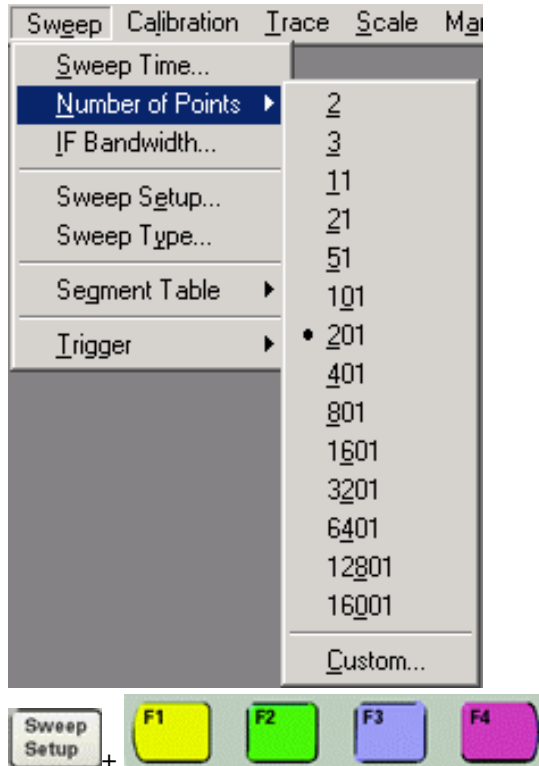 Sweep Calibration Trace Scale Ma
Sweep Time...
Number of Points
IF Bandwidth...
Sweep Setup...
Sweep Type...
Segment Table
Trigger
2
3
11
21
51
101
201
401
801
1601
3201
6401
12801
16001
Custom...
Sweep
Setup
+
F1 F2 F3 F4